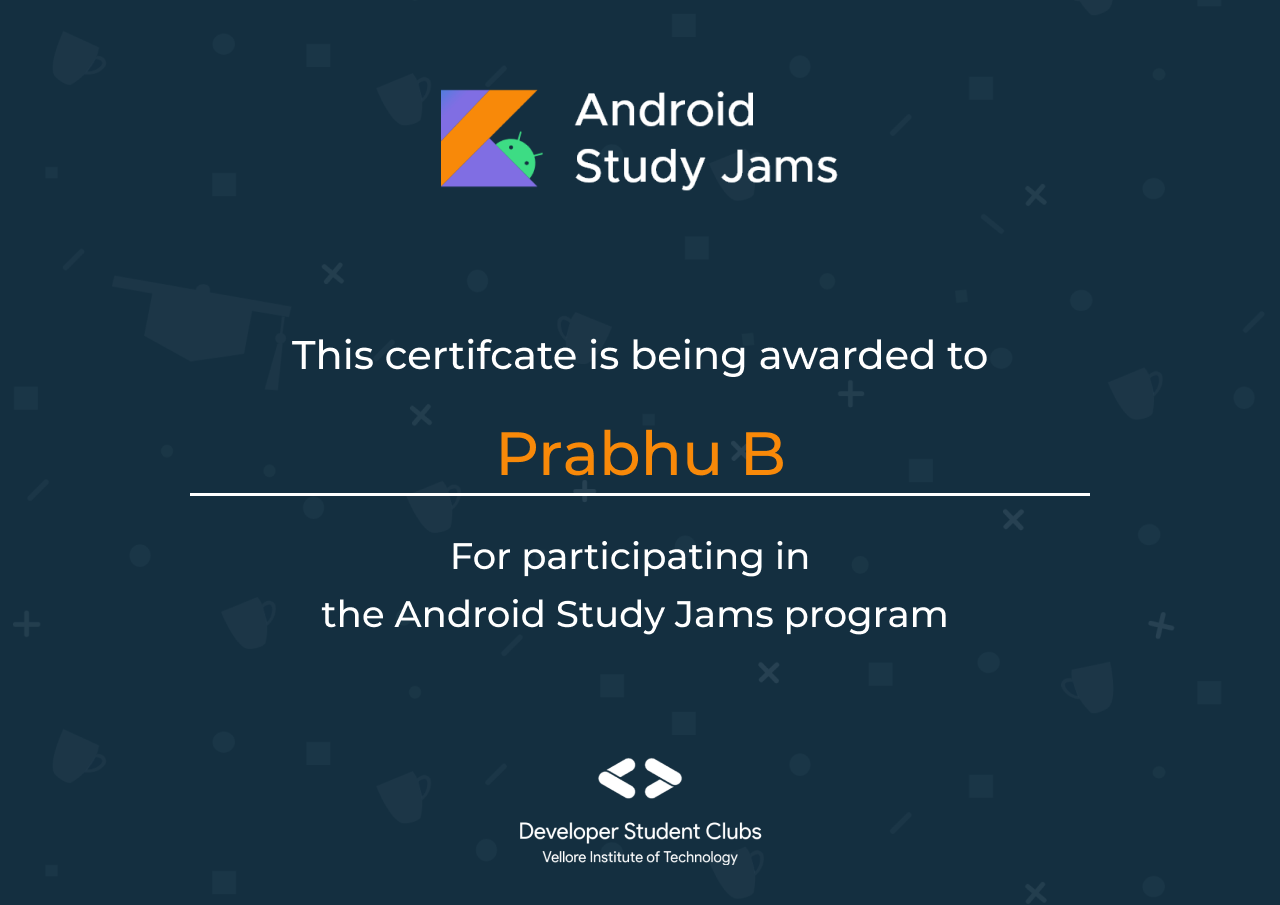 Android
Study Jams
This certifcate is being awarded to
Prabhu B
For participating in
the Android Study Jams program
Developer Student Clubs
Vellore Institute of Technology